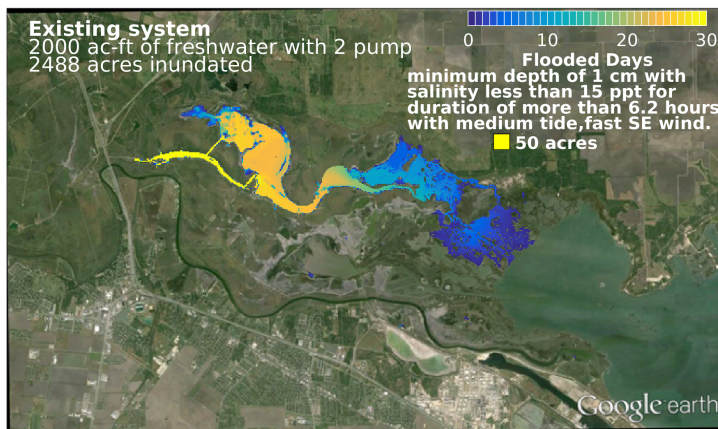 Existing system
2000 ac-ft of freshwater with 2 pump
2488 acres inundated
0 10 20 30
Flooded Days
minimum depth of 1 cm with
salinity less than 15 ppt for
duration of more than 6.2 hours
with medium tide,fast SE wind.
50 acres
Google earth